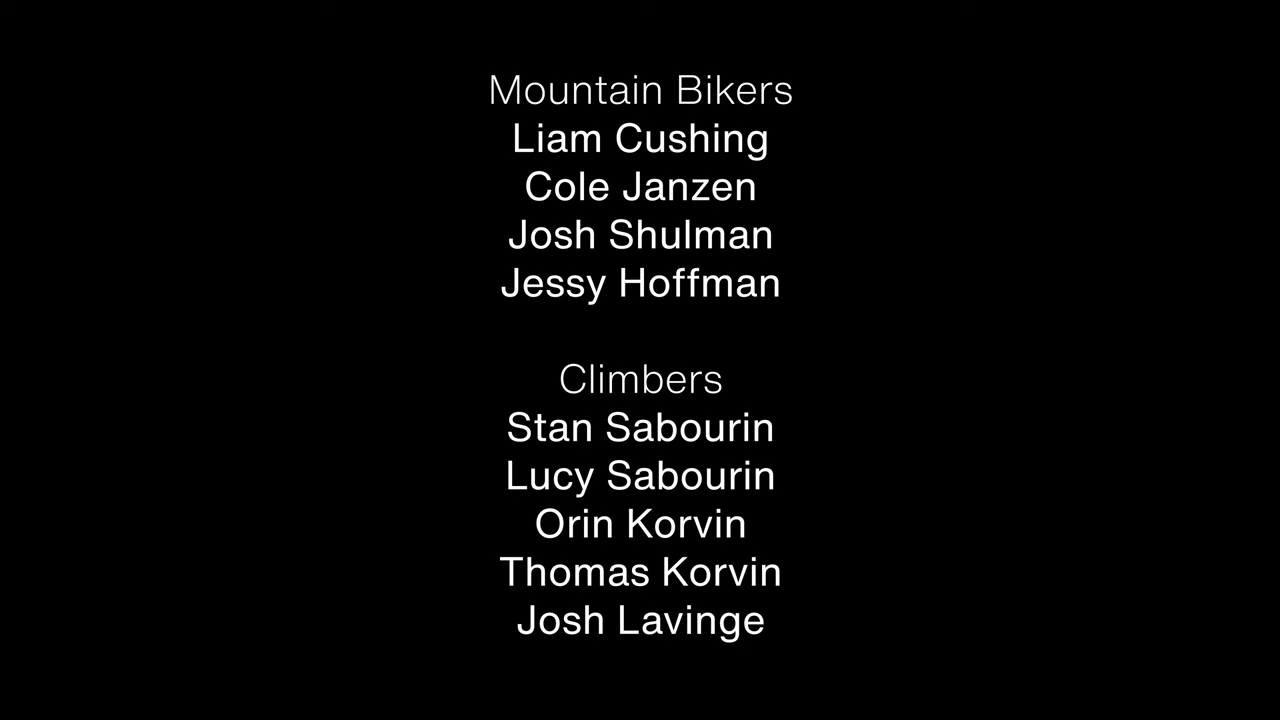 Mountain Bikers
Liam Cushing
Cole Janzen
Josh Shulman
Jessy Hoffman
Climbers
Stan Sabourin
Lucy Sabourin
Orin Korvin
Thomas Korvin
Josh Lavinge